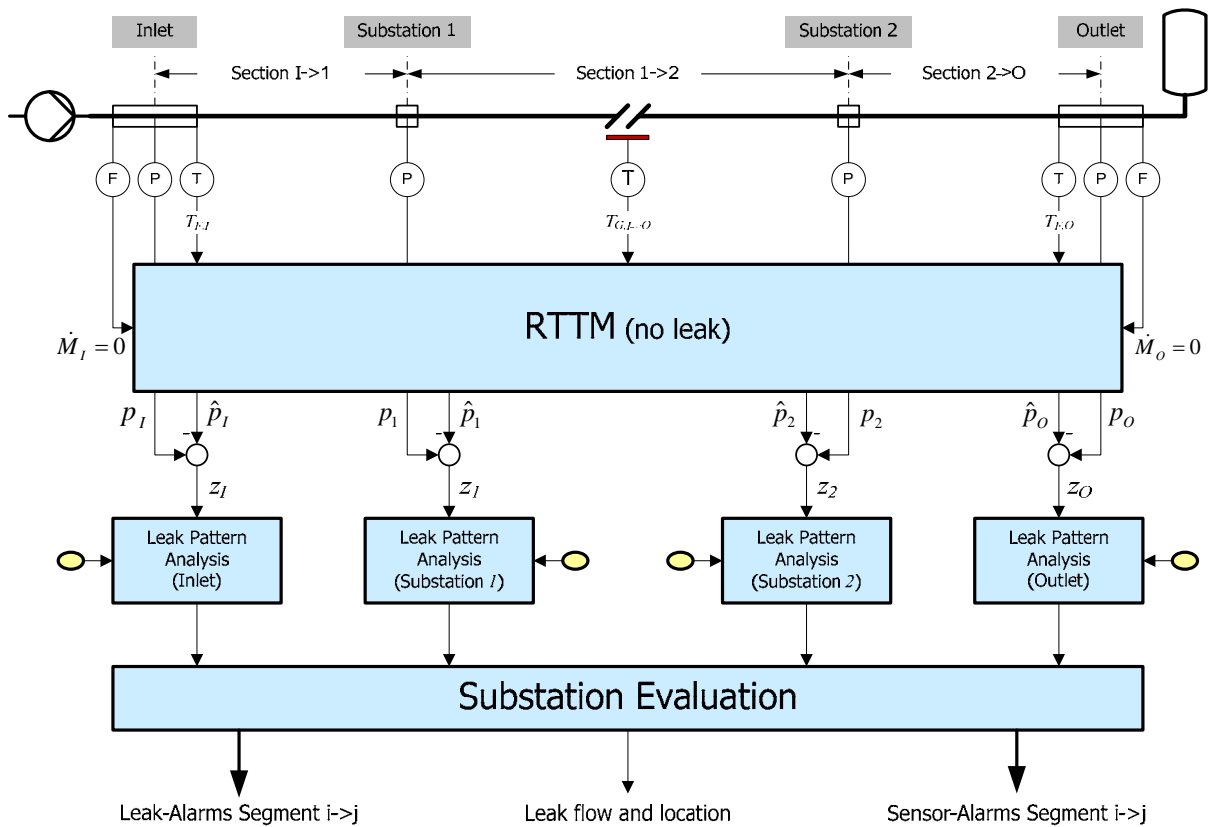 Inlet
Substation 1
Substation 2
Outlet
Section I->1
Section 1->2
Section 2->O
F
P
T
P
T
P
T
P
F
RTTM (no leak)
Ṁ_I = 0
Ṁ_O = 0
p_I
p̂_I
p_1
p̂_1
p̂_2
p_2
p̂_O
p_O
-
-
-
-
z_I
z_1
z_2
z_O
Leak Pattern
Analysis
(Inlet)
Leak Pattern
Analysis
(Substation 1)
Leak Pattern
Analysis
(Substation 2)
Leak Pattern
Analysis
(Outlet)
Substation Evaluation
Leak-Alarms Segment i->j
Leak flow and location
Sensor-Alarms Segment i->j